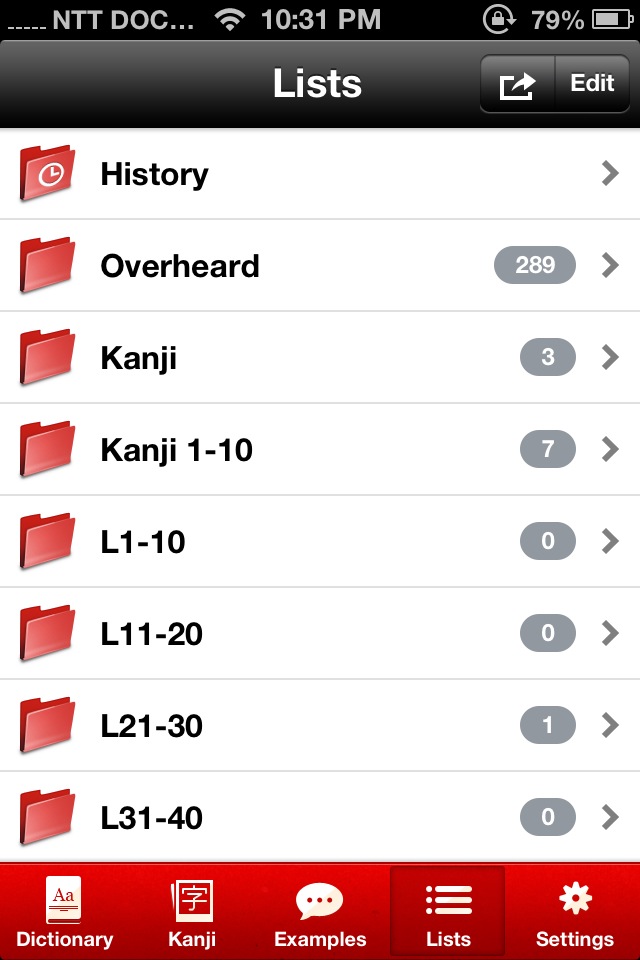 NTT DOC... 10:31 PM 79%
Lists
Edit
History
Overheard 289
Kanji 3
Kanji 1-10 7
L1-10 0
L11-20 0
L21-30 1
L31-40 0
Aa 字
Dictionary Kanji Examples Lists Settings